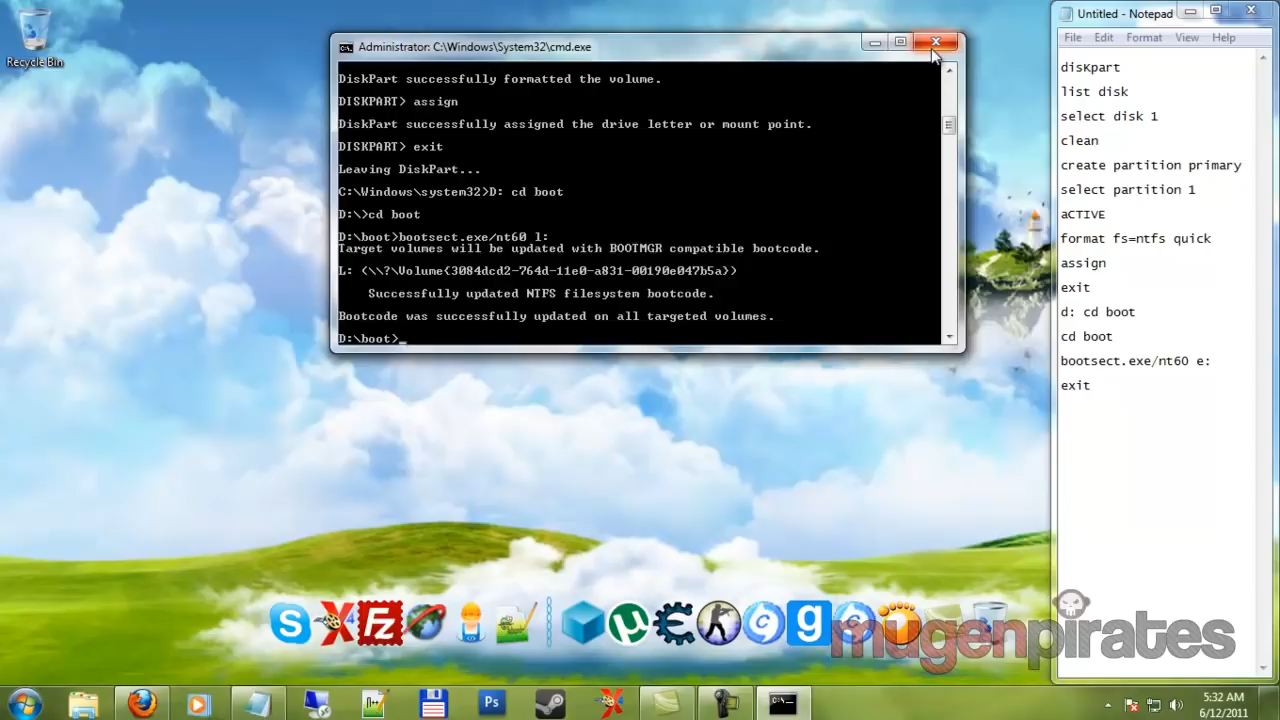 Recycle Bin
Administrator: C:\Windows\System32\cmd.exe
DiskPart successfully formatted the volume.
DISKPART> assign
DiskPart successfully assigned the drive letter or mount point.
DISKPART> exit
Leaving DiskPart...
C:\Windows\system32>D: cd boot
D:\>cd boot
D:\boot>bootsect.exe/nt60 l:
Target volumes will be updated with BOOTMGR compatible bootcode.
L: (\\?\Volume{3084dcd2-764d-11e0-a831-00190e047b5a})
Successfully updated NTFS filesystem bootcode.
Bootcode was successfully updated on all targeted volumes.
D:\boot>_
Untitled - Notepad
File Edit Format View Help
disKpart
list disk
select disk 1
clean
create partition primary
select partition 1
aCTIVE
format fs=ntfs quick
assign
exit
d: cd boot
cd boot
bootsect.exe/nt60 e:
exit
mugenpirates
Ps
5:32 AM
6/12/2011